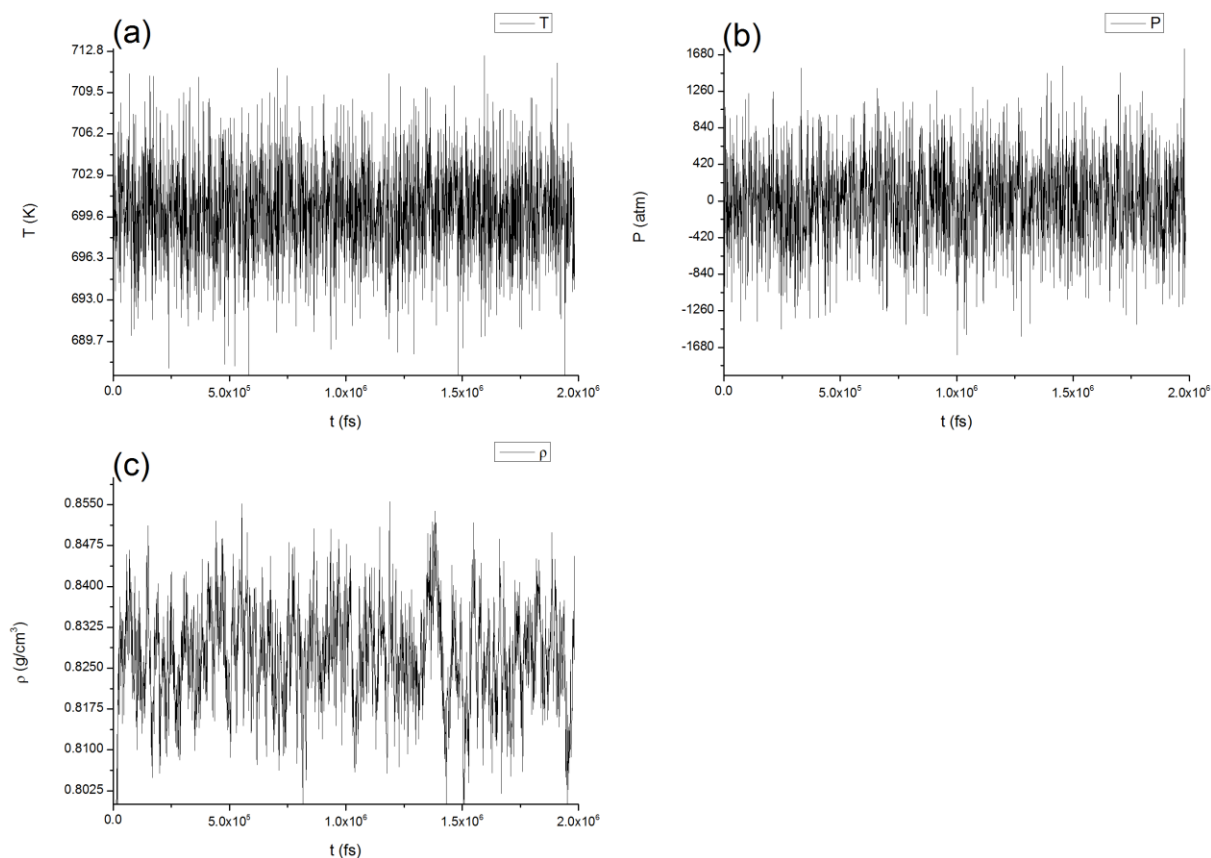 (a)
T
712.8
709.5
706.2
702.9
699.6
696.3
693.0
689.7
T (K)
0.0 5.0x10⁵ 1.0x10⁶ 1.5x10⁶ 2.0x10⁶
t (fs)
(b)
P
1680
1260
840
420
0
-420
-840
-1260
-1680
P (atm)
0.0 5.0x10⁵ 1.0x10⁶ 1.5x10⁶ 2.0x10⁶
t (fs)
(c)
ρ
0.8550
0.8475
0.8400
0.8325
0.8250
0.8175
0.8100
0.8025
ρ (g/cm³)
0.0 5.0x10⁵ 1.0x10⁶ 1.5x10⁶ 2.0x10⁶
t (fs)